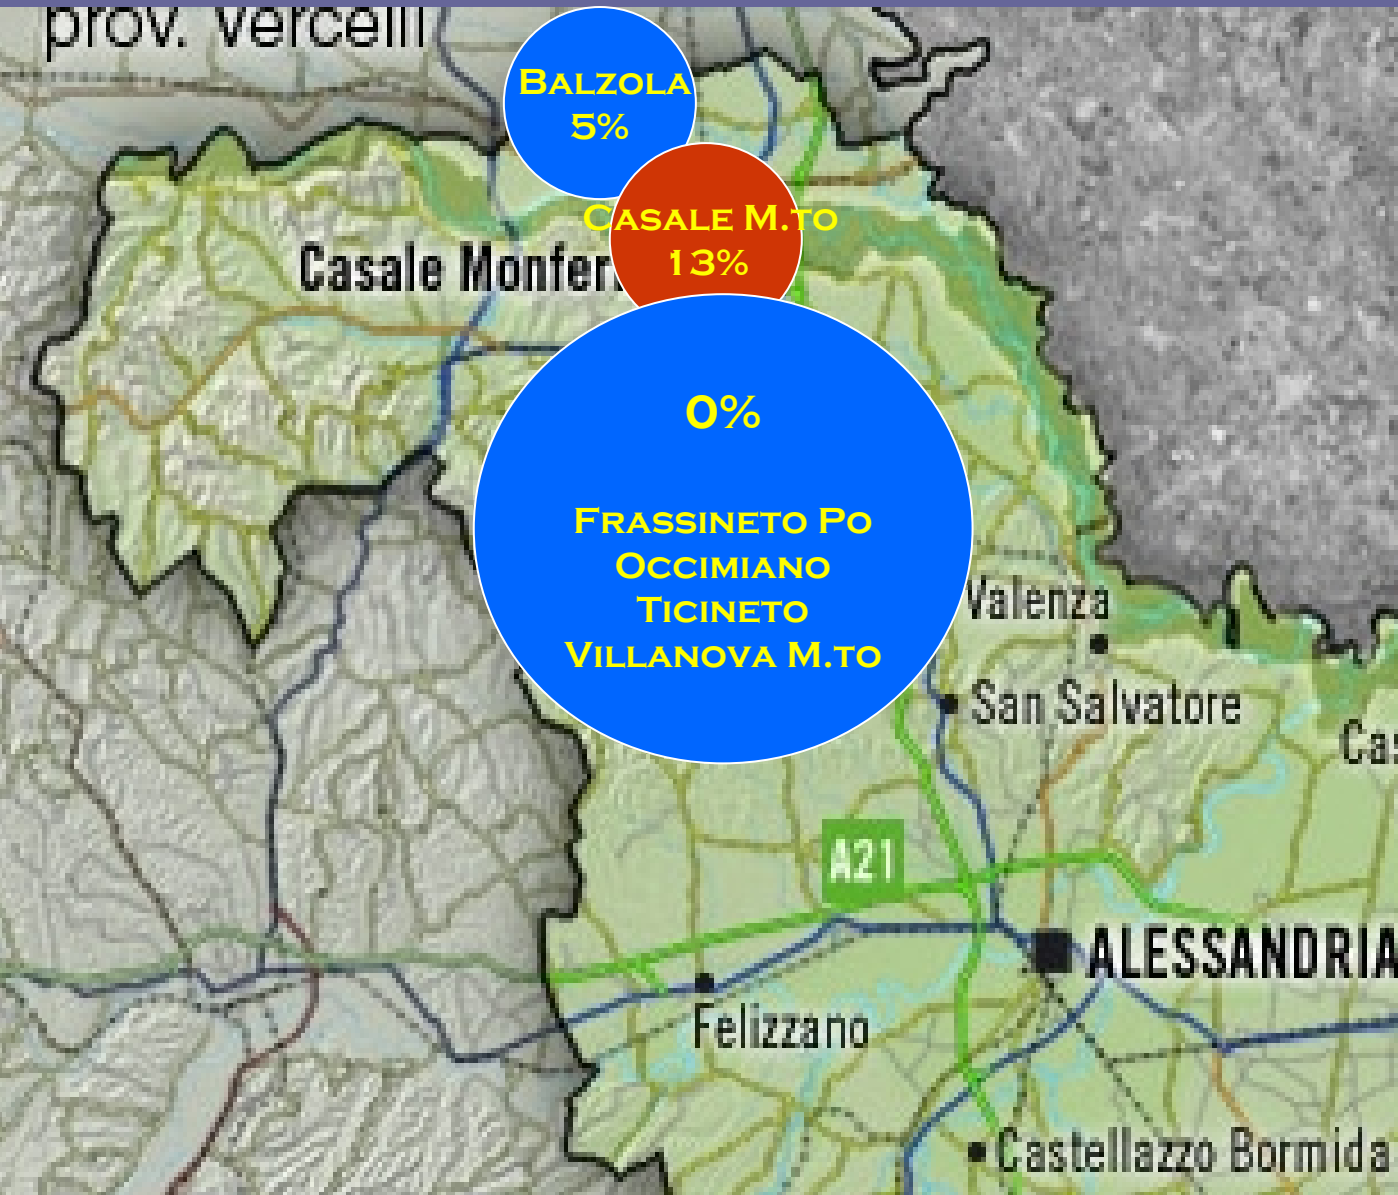 prov. Vercelli
BALZOLA
5%
CASALE M.TO
13%
Casale Monfer
0%
FRASSINETO PO
OCCIMIANO
TICINETO
VILLANOVA M.TO
Valenza
San Salvatore
Cas
A21
ALESSANDRIA
Felizzano
Castellazzo Bormida